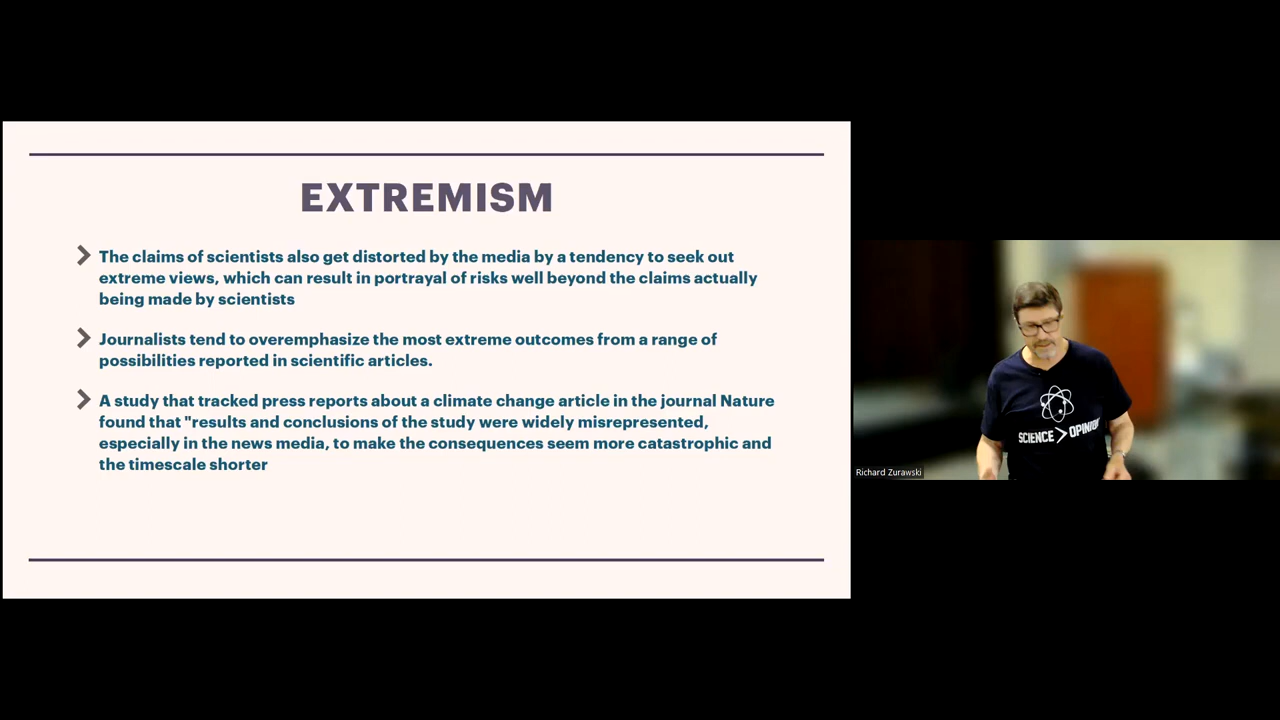 EXTREMISM
The claims of scientists also get distorted by the media by a tendency to seek out
extreme views, which can result in portrayal of risks well beyond the claims actually
being made by scientists
Journalists tend to overemphasize the most extreme outcomes from a range of
possibilities reported in scientific articles.
A study that tracked press reports about a climate change article in the journal Nature
found that "results and conclusions of the study were widely misrepresented,
especially in the news media, to make the consequences seem more catastrophic and
the timescale shorter
SCIENCE > OPINION
Richard Zurawski